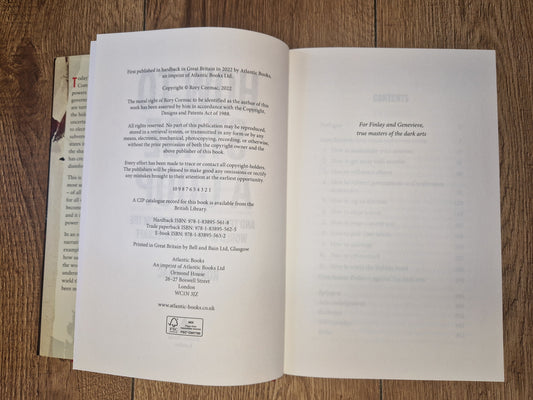 First published in hardback in Great Britain in 2022 by Atlantic Books,
an imprint of Atlantic Books Ltd.
Copyright © Rory Cormac, 2022
The moral right of Rory Cormac to be identified as the author of this
work has been asserted by him in accordance with the Copyright,
Designs and Patents Act of 1988.
All rights reserved. No part of this publication may be reproduced,
stored in a retrieval system, or transmitted in any form or by any
means, electronic, mechanical, photocopying, recording, or otherwise,
without the prior permission of both the copyright owner and the
above publisher of this book.
Every effort has been made to trace or contact all copyright-holders.
The publishers will be pleased to make good any omissions or rectify
any mistakes brought to their attention at the earliest opportunity.
10 9 8 7 6 5 4 3 2 1
A CIP catalogue record for this book is available from the
British Library.
Hardback ISBN: 978-1-83895-561-8
Trade paperback ISBN: 978-1-83895-562-5
E-book ISBN: 978-1-83895-563-2
Printed in Great Britain by Bell and Bain Ltd, Glasgow
Atlantic Books
An imprint of Atlantic Books Ltd
Ormond House
26–27 Boswell Street
London
WC1N 3JZ
www.atlantic-books.co.uk
FSC
For Finlay and Genevieve,
true masters of the dark arts